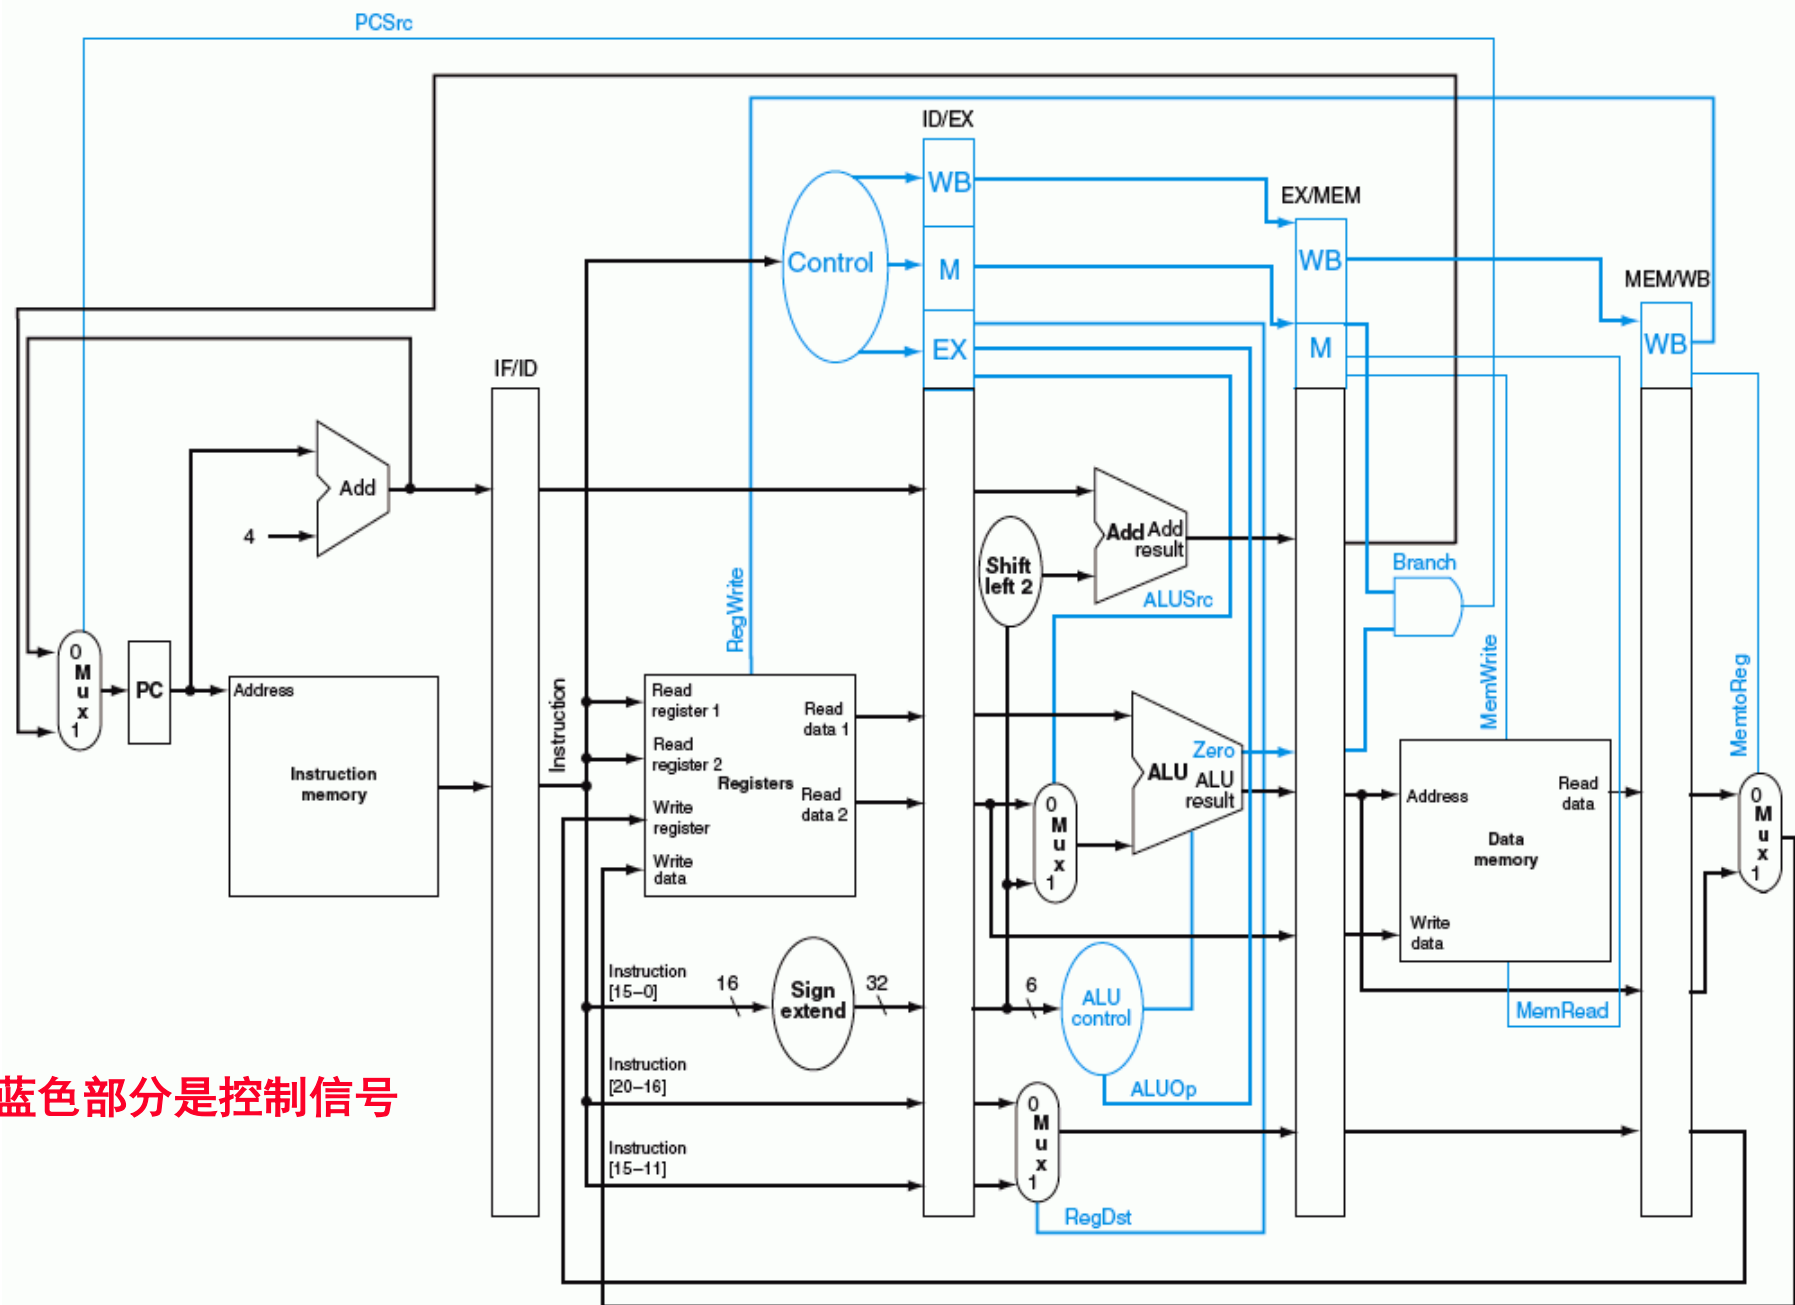 PCSrc
ID/EX
WB
EX/MEM
Control
M
WB
MEM/WB
EX
M
WB
IF/ID
Add
4
Add
Add
result
Shift
left 2
Branch
ALUSrc
RegWrite
MemWrite
MemtoReg
0
M
u
x
1
PC
Address
Instruction
memory
Instruction
Read
register 1
Read
register 2
Write
register
Write
data
Registers
Read
data 1
Read
data 2
0
M
u
x
1
Zero
ALU
ALU
result
Address
Read
data
Data
memory
Write
data
0
M
u
x
1
MemRead
Instruction
[15–0]
16
Sign
extend
32
6
ALU
control
Instruction
[20–16]
ALUOp
蓝色部分是控制信号
Instruction
[15–11]
0
M
u
x
1
RegDst